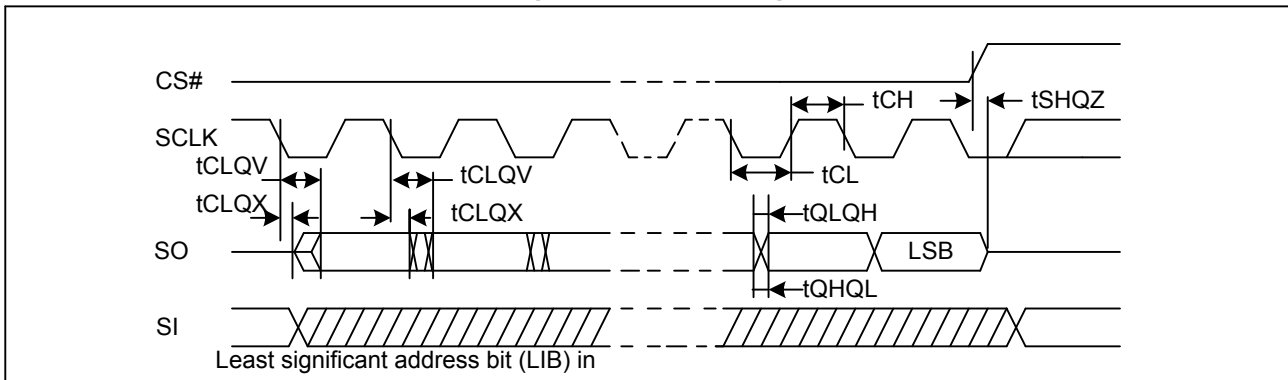 CS#
tCH
tSHQZ
SCLK
tCLQV
tCLQV
tCL
tCLQX
tCLQX
tQLQH
SO
LSB
tQHQL
SI
Least significant address bit (LIB) in